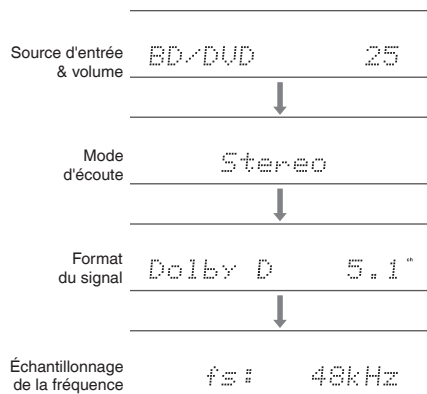 Source d'entrée
& volume
BD/DVD 25
Mode
d'écoute
Stereo
Format
du signal
Dolby D 5.1
Échantillonnage
de la fréquence
fs: 48kHz